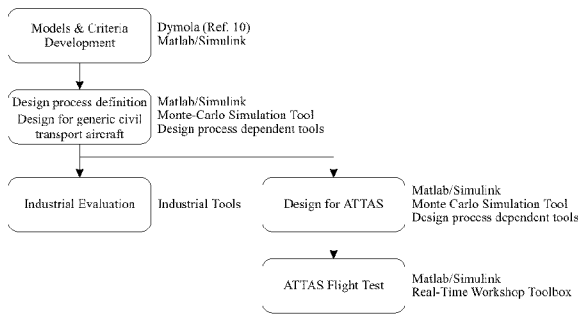 Models & Criteria
Development
Dymola (Ref. 10)
Matlab/Simulink
Design process definition
Design for generic civil
transport aircraft
Matlab/Simulink
Monte-Carlo Simulation Tool
Design process dependent tools
Industrial Evaluation
Industrial Tools
Design for ATTAS
Matlab/Simulink
Monte Carlo Simulation Tool
Design process dependent tools
ATTAS Flight Test
Matlab/Simulink
Real-Time Workshop Toolbox